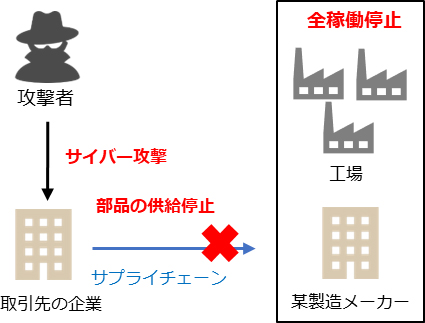 全稼働停止
攻撃者
サイバー攻撃
工場
部品の供給停止
サプライチェーン
取引先の企業
某製造メーカー